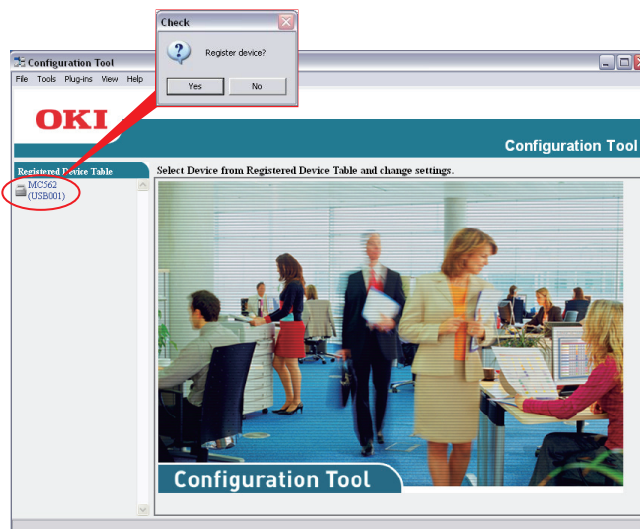 Check
Register device?
Yes No
Configuration Tool
File Tools Plug-ins View Help
OKI
Configuration Tool
Registered Device Table
Select Device from Registered Device Table and change settings.
MC562
(USB001)
Configuration Tool